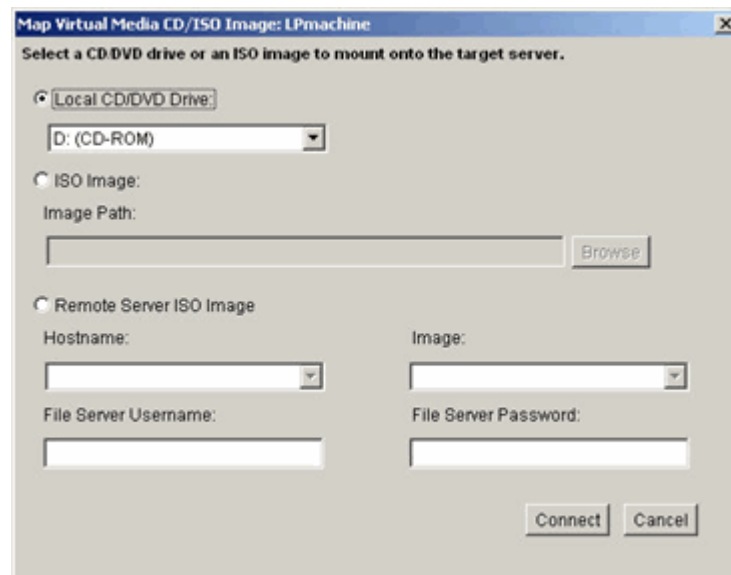 Map Virtual Media CD/ISO Image: LPmachine
Select a CD/DVD drive or an ISO image to mount onto the target server.
Local CD/DVD Drive:
D: (CD-ROM)
ISO Image:
Image Path:
Browse
Remote Server ISO Image
Hostname: Image:
File Server Username: File Server Password:
Connect Cancel